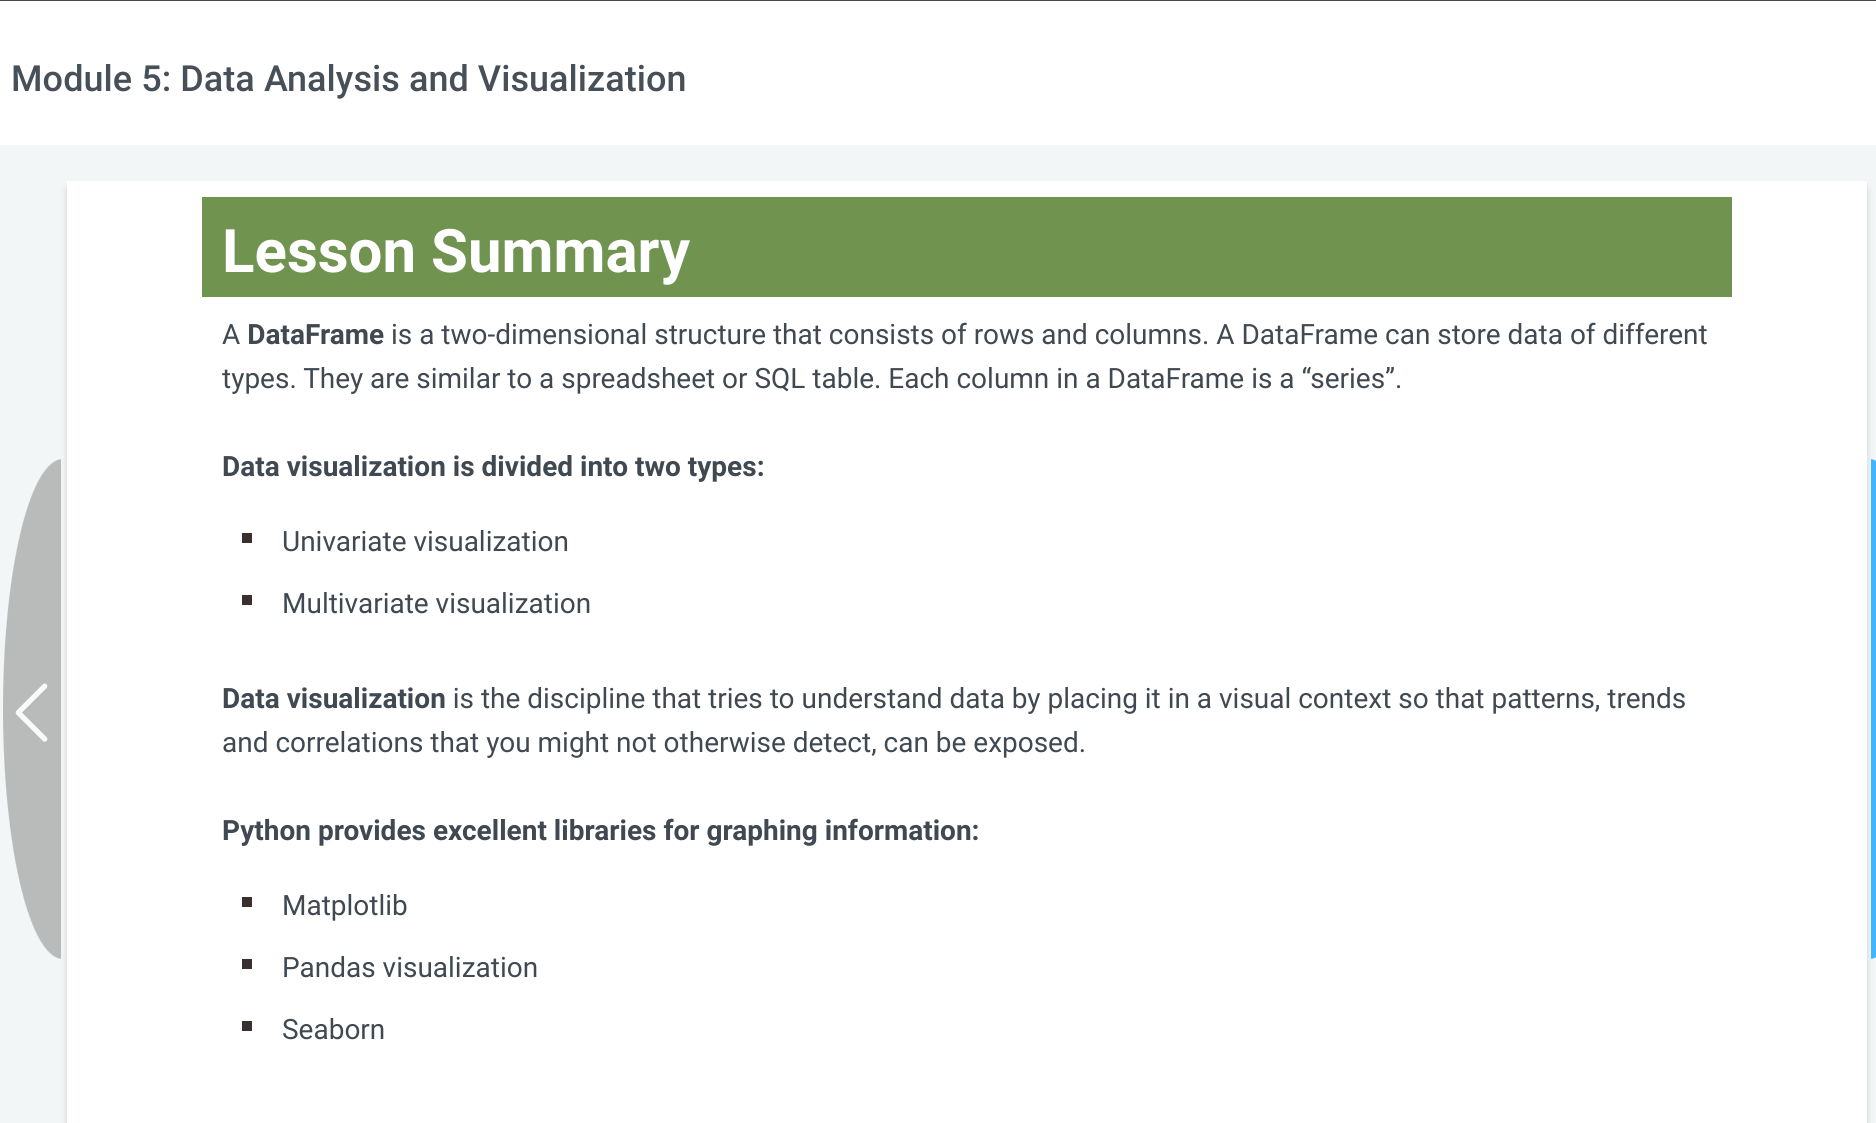 Module 5: Data Analysis and Visualization
Lesson Summary
A DataFrame is a two-dimensional structure that consists of rows and columns. A DataFrame can store data of different
types. They are similar to a spreadsheet or SQL table. Each column in a DataFrame is a “series”.
Data visualization is divided into two types:
Univariate visualization
Multivariate visualization
Data visualization is the discipline that tries to understand data by placing it in a visual context so that patterns, trends
and correlations that you might not otherwise detect, can be exposed.
Python provides excellent libraries for graphing information:
Matplotlib
Pandas visualization
Seaborn